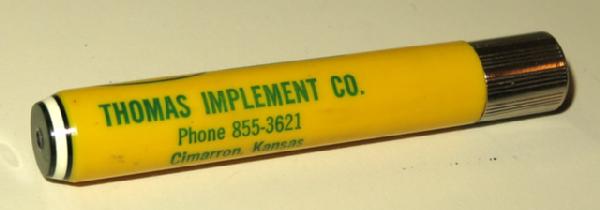 THOMAS IMPLEMENT CO.
Phone 855-3621
Cimarron, Kansas